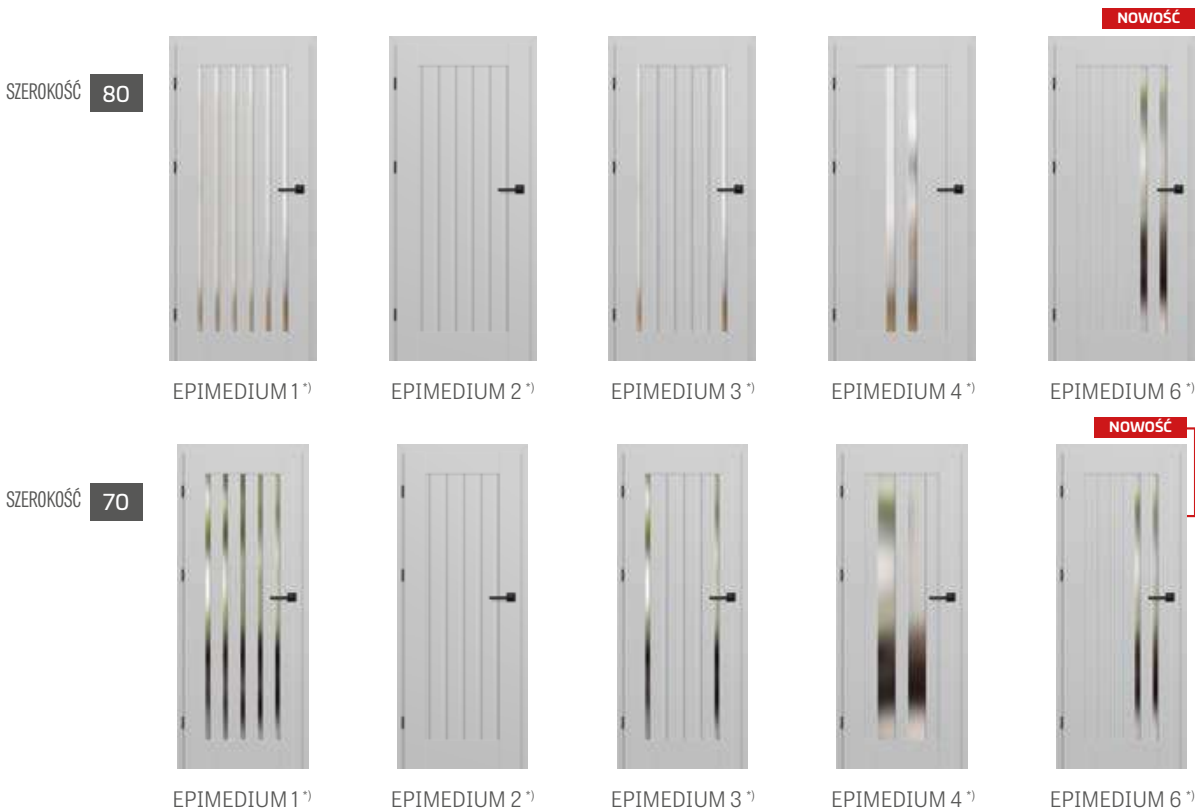 NOWOŚĆ
SZEROKOŚĆ 80
EPIMEDIUM 1 *) EPIMEDIUM 2 *) EPIMEDIUM 3 *) EPIMEDIUM 4 *) EPIMEDIUM 6 *)
NOWOŚĆ
SZEROKOŚĆ 70
EPIMEDIUM 1 *) EPIMEDIUM 2 *) EPIMEDIUM 3 *) EPIMEDIUM 4 *) EPIMEDIUM 6 *)